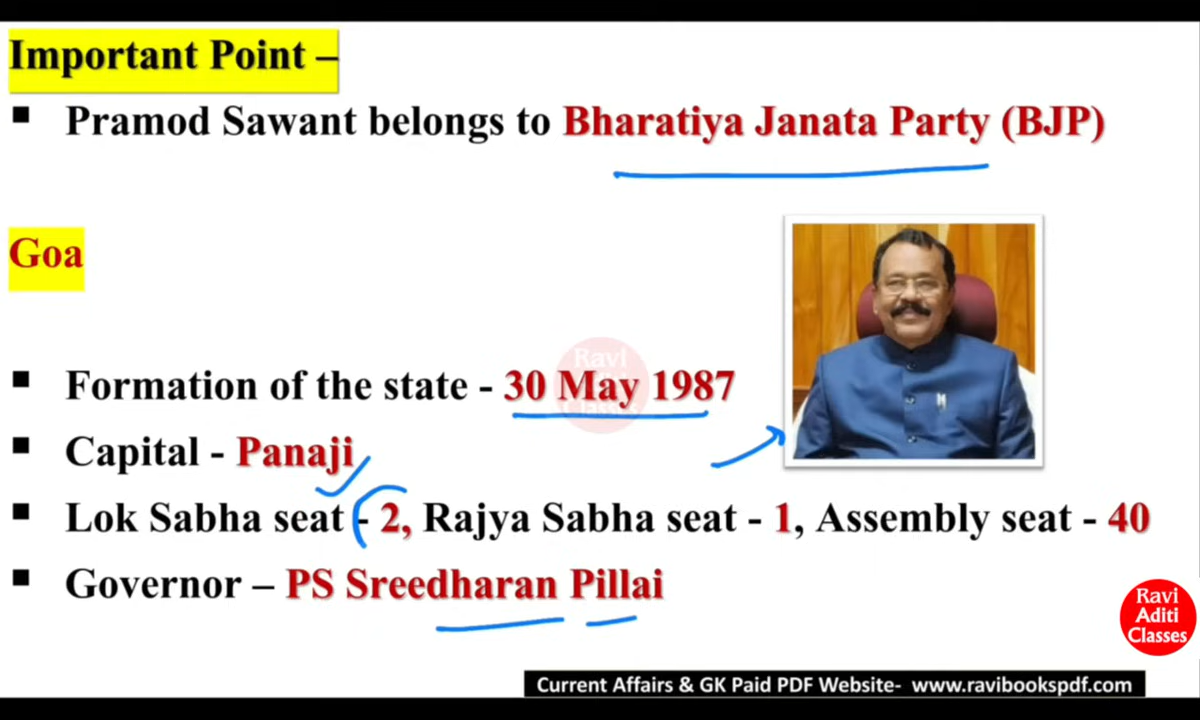 Important Point –
▪ Pramod Sawant belongs to Bharatiya Janata Party (BJP)
Goa
▪ Formation of the state - 30 May 1987
▪ Capital - Panaji
▪ Lok Sabha seat - 2, Rajya Sabha seat - 1, Assembly seat - 40
▪ Governor – PS Sreedharan Pillai
Ravi
Aditi
Classes
Current Affairs & GK Paid PDF Website- www.ravibookspdf.com